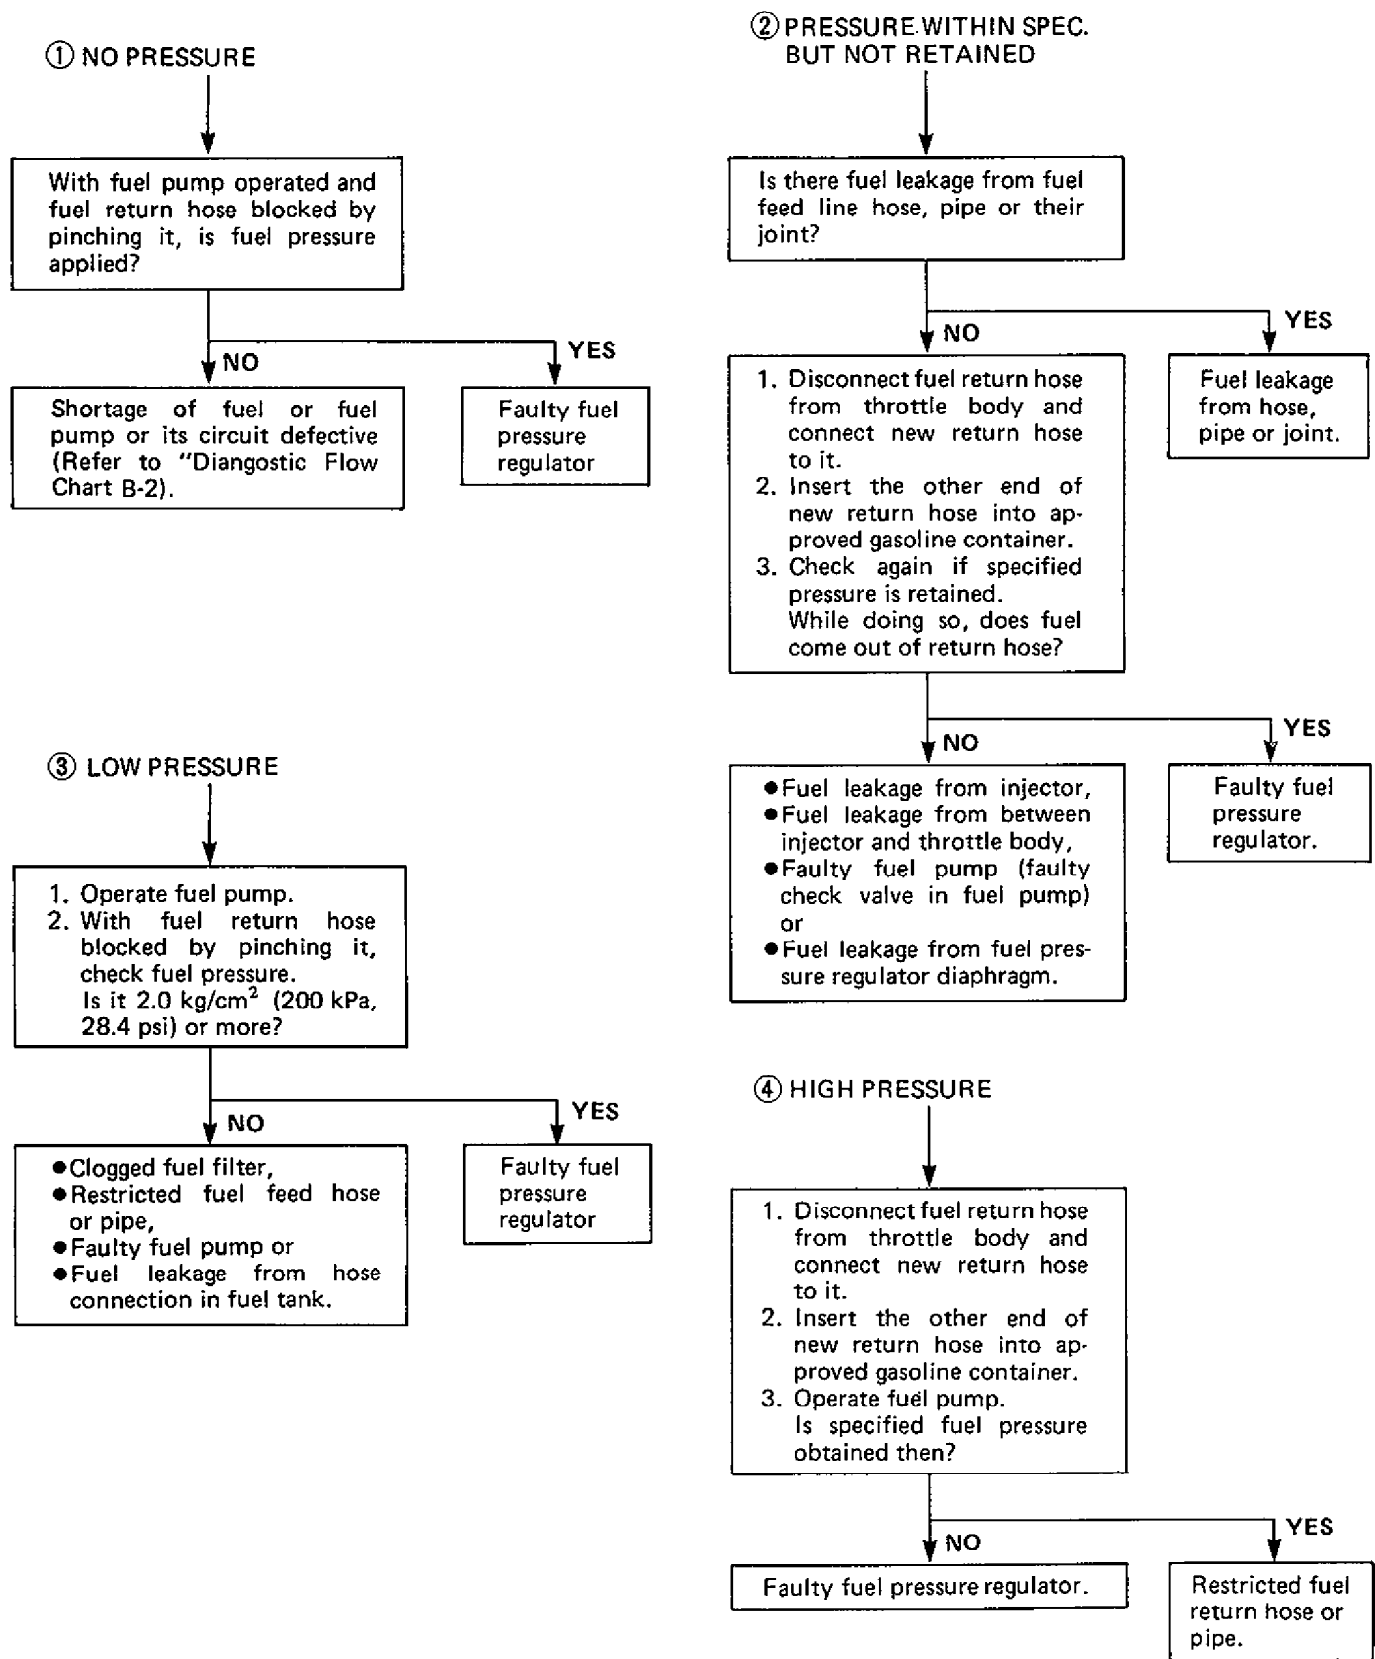 ① NO PRESSURE
With fuel pump operated and
fuel return hose blocked by
pinching it, is fuel pressure
applied?
NO
YES
Shortage of fuel or fuel
pump or its circuit defective
(Refer to "Diangostic Flow
Chart B-2).
Faulty fuel
pressure
regulator
② PRESSURE WITHIN SPEC.
BUT NOT RETAINED
Is there fuel leakage from fuel
feed line hose, pipe or their
joint?
NO
YES
1. Disconnect fuel return hose
from throttle body and
connect new return hose
to it.
2. Insert the other end of
new return hose into ap-
proved gasoline container.
3. Check again if specified
pressure is retained.
While doing so, does fuel
come out of return hose?
Fuel leakage
from hose,
pipe or joint.
NO
YES
●Fuel leakage from injector,
●Fuel leakage from between
injector and throttle body,
●Faulty fuel pump (faulty
check valve in fuel pump)
or
●Fuel leakage from fuel pres-
sure regulator diaphragm.
Faulty fuel
pressure
regulator.
③ LOW PRESSURE
1. Operate fuel pump.
2. With fuel return hose
blocked by pinching it,
check fuel pressure.
Is it 2.0 kg/cm² (200 kPa,
28.4 psi) or more?
NO
YES
●Clogged fuel filter,
●Restricted fuel feed hose
or pipe,
●Faulty fuel pump or
●Fuel leakage from hose
connection in fuel tank.
Faulty fuel
pressure
regulator
④ HIGH PRESSURE
1. Disconnect fuel return hose
from throttle body and
connect new return hose
to it.
2. Insert the other end of
new return hose into ap-
proved gasoline container.
3. Operate fuel pump.
Is specified fuel pressure
obtained then?
NO
YES
Faulty fuel pressure regulator.
Restricted fuel
return hose or
pipe.